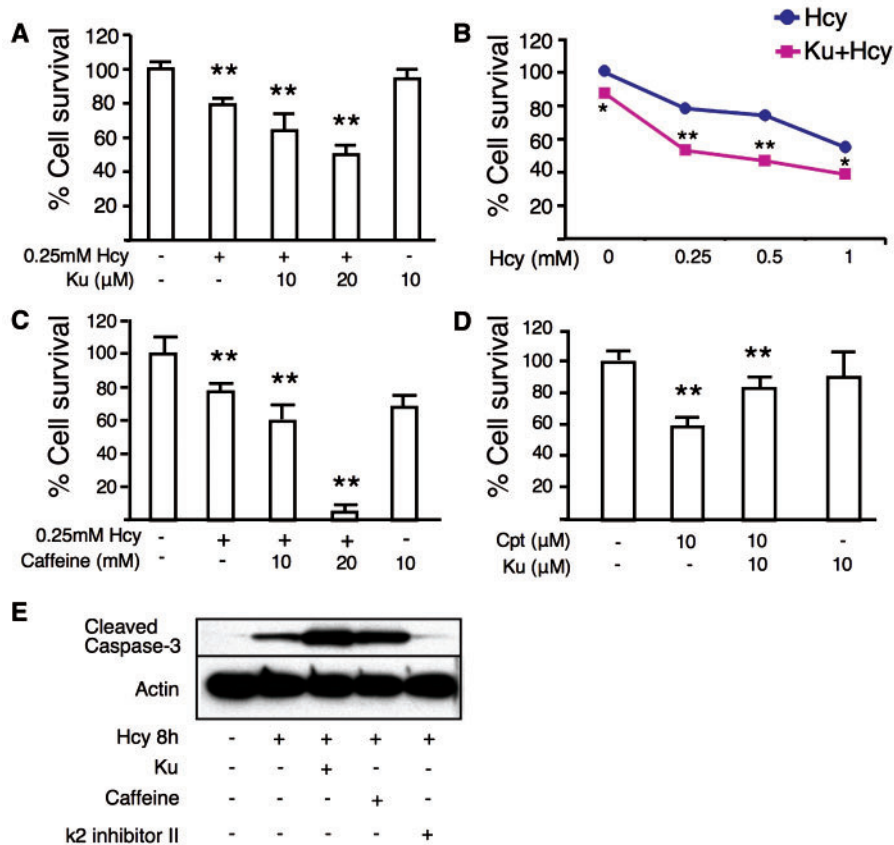 A
% Cell survival
120
100
80
60
40
20
** ** **
0.25mM Hcy - + + + -
Ku (µM) - - 10 20 10
B
Hcy
Ku+Hcy
% Cell survival
120
100
80
60
40
20
* ** ** *
Hcy (mM) 0 0.25 0.5 1
C
% Cell survival
120
100
80
60
40
20
** ** **
0.25mM Hcy - + + + -
Caffeine (mM) - - 10 20 10
D
% Cell survival
120
100
80
60
40
20
** **
Cpt (µM) - 10 10 -
Ku (µM) - - 10 10
E
Cleaved
Caspase-3
Actin
Hcy 8h - + + + +
Ku - - + - -
Caffeine - - - + -
k2 inhibitor II - - - - +